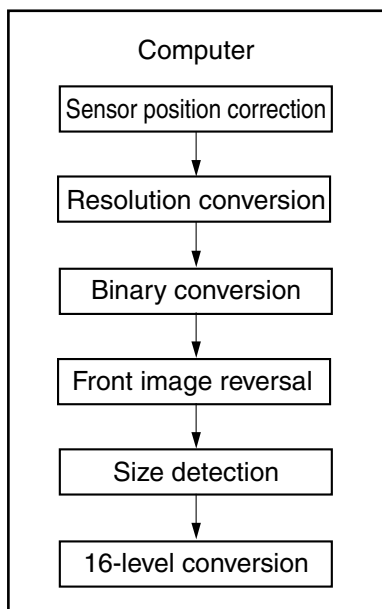 Computer
Sensor position correction
Resolution conversion
Binary conversion
Front image reversal
Size detection
16-level conversion